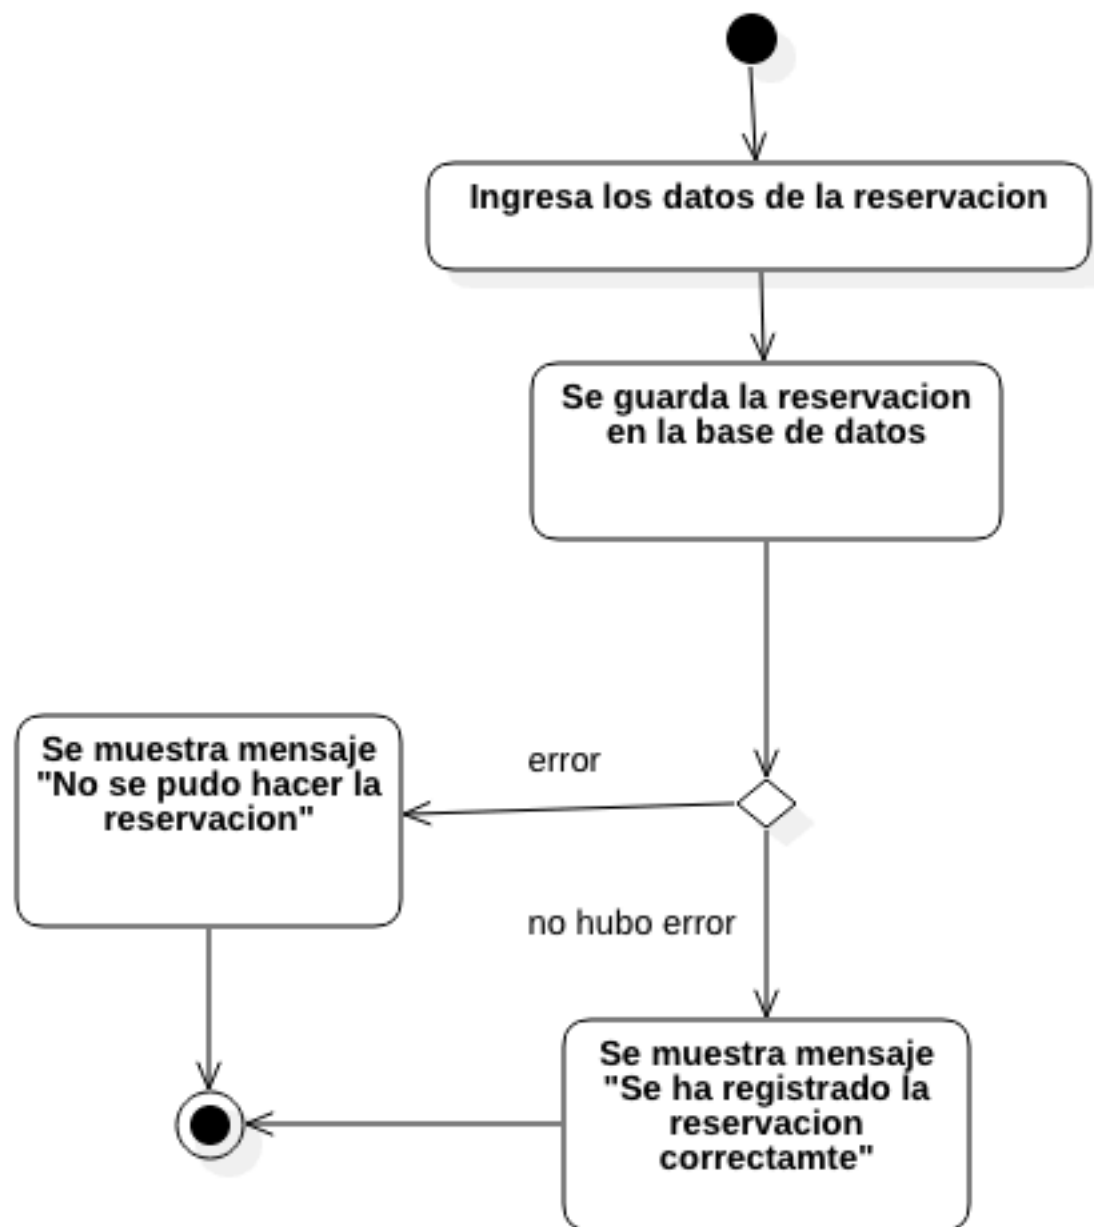 Ingresa los datos de la reservacion
Se guarda la reservacion
en la base de datos
Se muestra mensaje
"No se pudo hacer la
reservacion"
error
no hubo error
Se muestra mensaje
"Se ha registrado la
reservacion
correctamte"